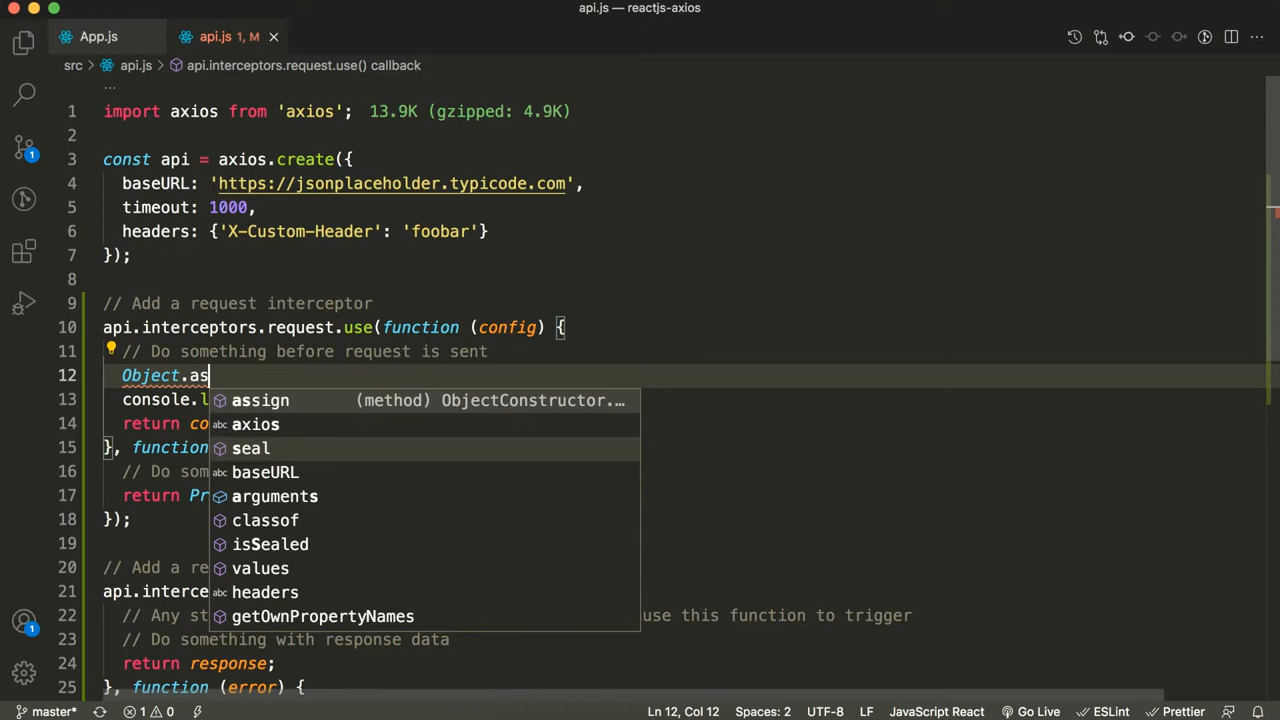 api.js — reactjs-axios
App.js
api.js 1, M
src > api.js > api.interceptors.request.use() callback
1 import axios from 'axios'; 13.9K (gzipped: 4.9K)
2
3 const api = axios.create({
4 baseURL: 'https://jsonplaceholder.typicode.com',
5 timeout: 1000,
6 headers: {'X-Custom-Header': 'foobar'}
7 });
8
9 // Add a request interceptor
10 api.interceptors.request.use(function (config) {
11 // Do something before request is sent
12 Object.as
13 console.l
14 return co
15 }, function
16 // Do som
17 return Pr
18 });
19
20 // Add a re
21 api.interce
22 // Any st use this function to trigger
23 // Do something with response data
24 return response;
25 }, function (error) {
assign (method) ObjectConstructor.…
axios
seal
baseURL
arguments
classof
isSealed
values
headers
getOwnPropertyNames
1
1
master* 1 0 Ln 12, Col 12 Spaces: 2 UTF-8 LF JavaScript React Go Live ESLint Prettier